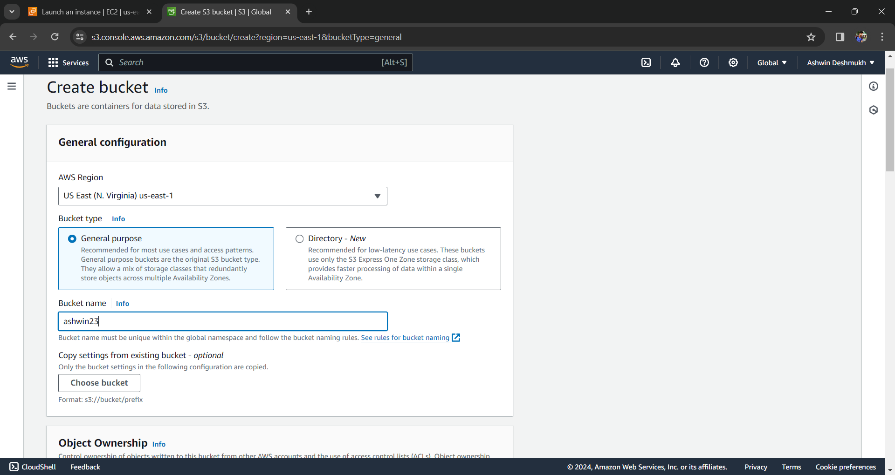 Launch an instance | EC2 | us-e
Create S3 bucket | S3 | Global
s3.console.aws.amazon.com/s3/bucket/create?region=us-east-1&bucketType=general
aws
Services
Search
[Alt+S]
Global
Ashwin Deshmukh
Create bucket Info
Buckets are containers for data stored in S3.
General configuration
AWS Region
US East (N. Virginia) us-east-1
Bucket type Info
General purpose
Recommended for most use cases and access patterns.
General purpose buckets are the original S3 bucket type.
They allow a mix of storage classes that redundantly
store objects across multiple Availability Zones.
Directory - New
Recommended for low-latency use cases. These buckets
use only the S3 Express One Zone storage class, which
provides faster processing of data within a single
Availability Zone.
Bucket name Info
ashwin23
Bucket name must be unique within the global namespace and follow the bucket naming rules. See rules for bucket naming
Copy settings from existing bucket - optional
Only the bucket settings in the following configuration are copied.
Choose bucket
Format: s3://bucket/prefix
Object Ownership Info
Control ownership of objects written to this bucket from other AWS accounts and the use of access control lists (ACLs). Object ownership
CloudShell
Feedback
© 2024, Amazon Web Services, Inc. or its affiliates.
Privacy
Terms
Cookie preferences